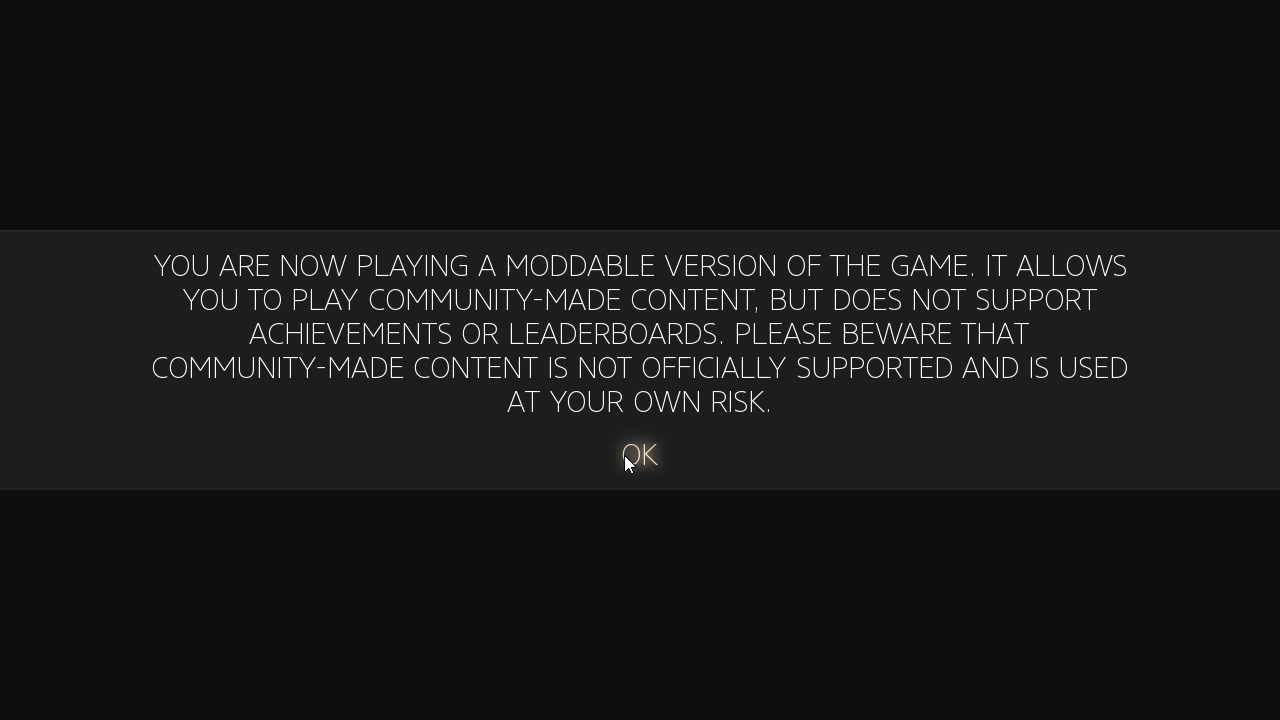 YOU ARE NOW PLAYING A MODDABLE VERSION OF THE GAME. IT ALLOWS
YOU TO PLAY COMMUNITY-MADE CONTENT, BUT DOES NOT SUPPORT
ACHIEVEMENTS OR LEADERBOARDS. PLEASE BEWARE THAT
COMMUNITY-MADE CONTENT IS NOT OFFICIALLY SUPPORTED AND IS USED
AT YOUR OWN RISK.
OK